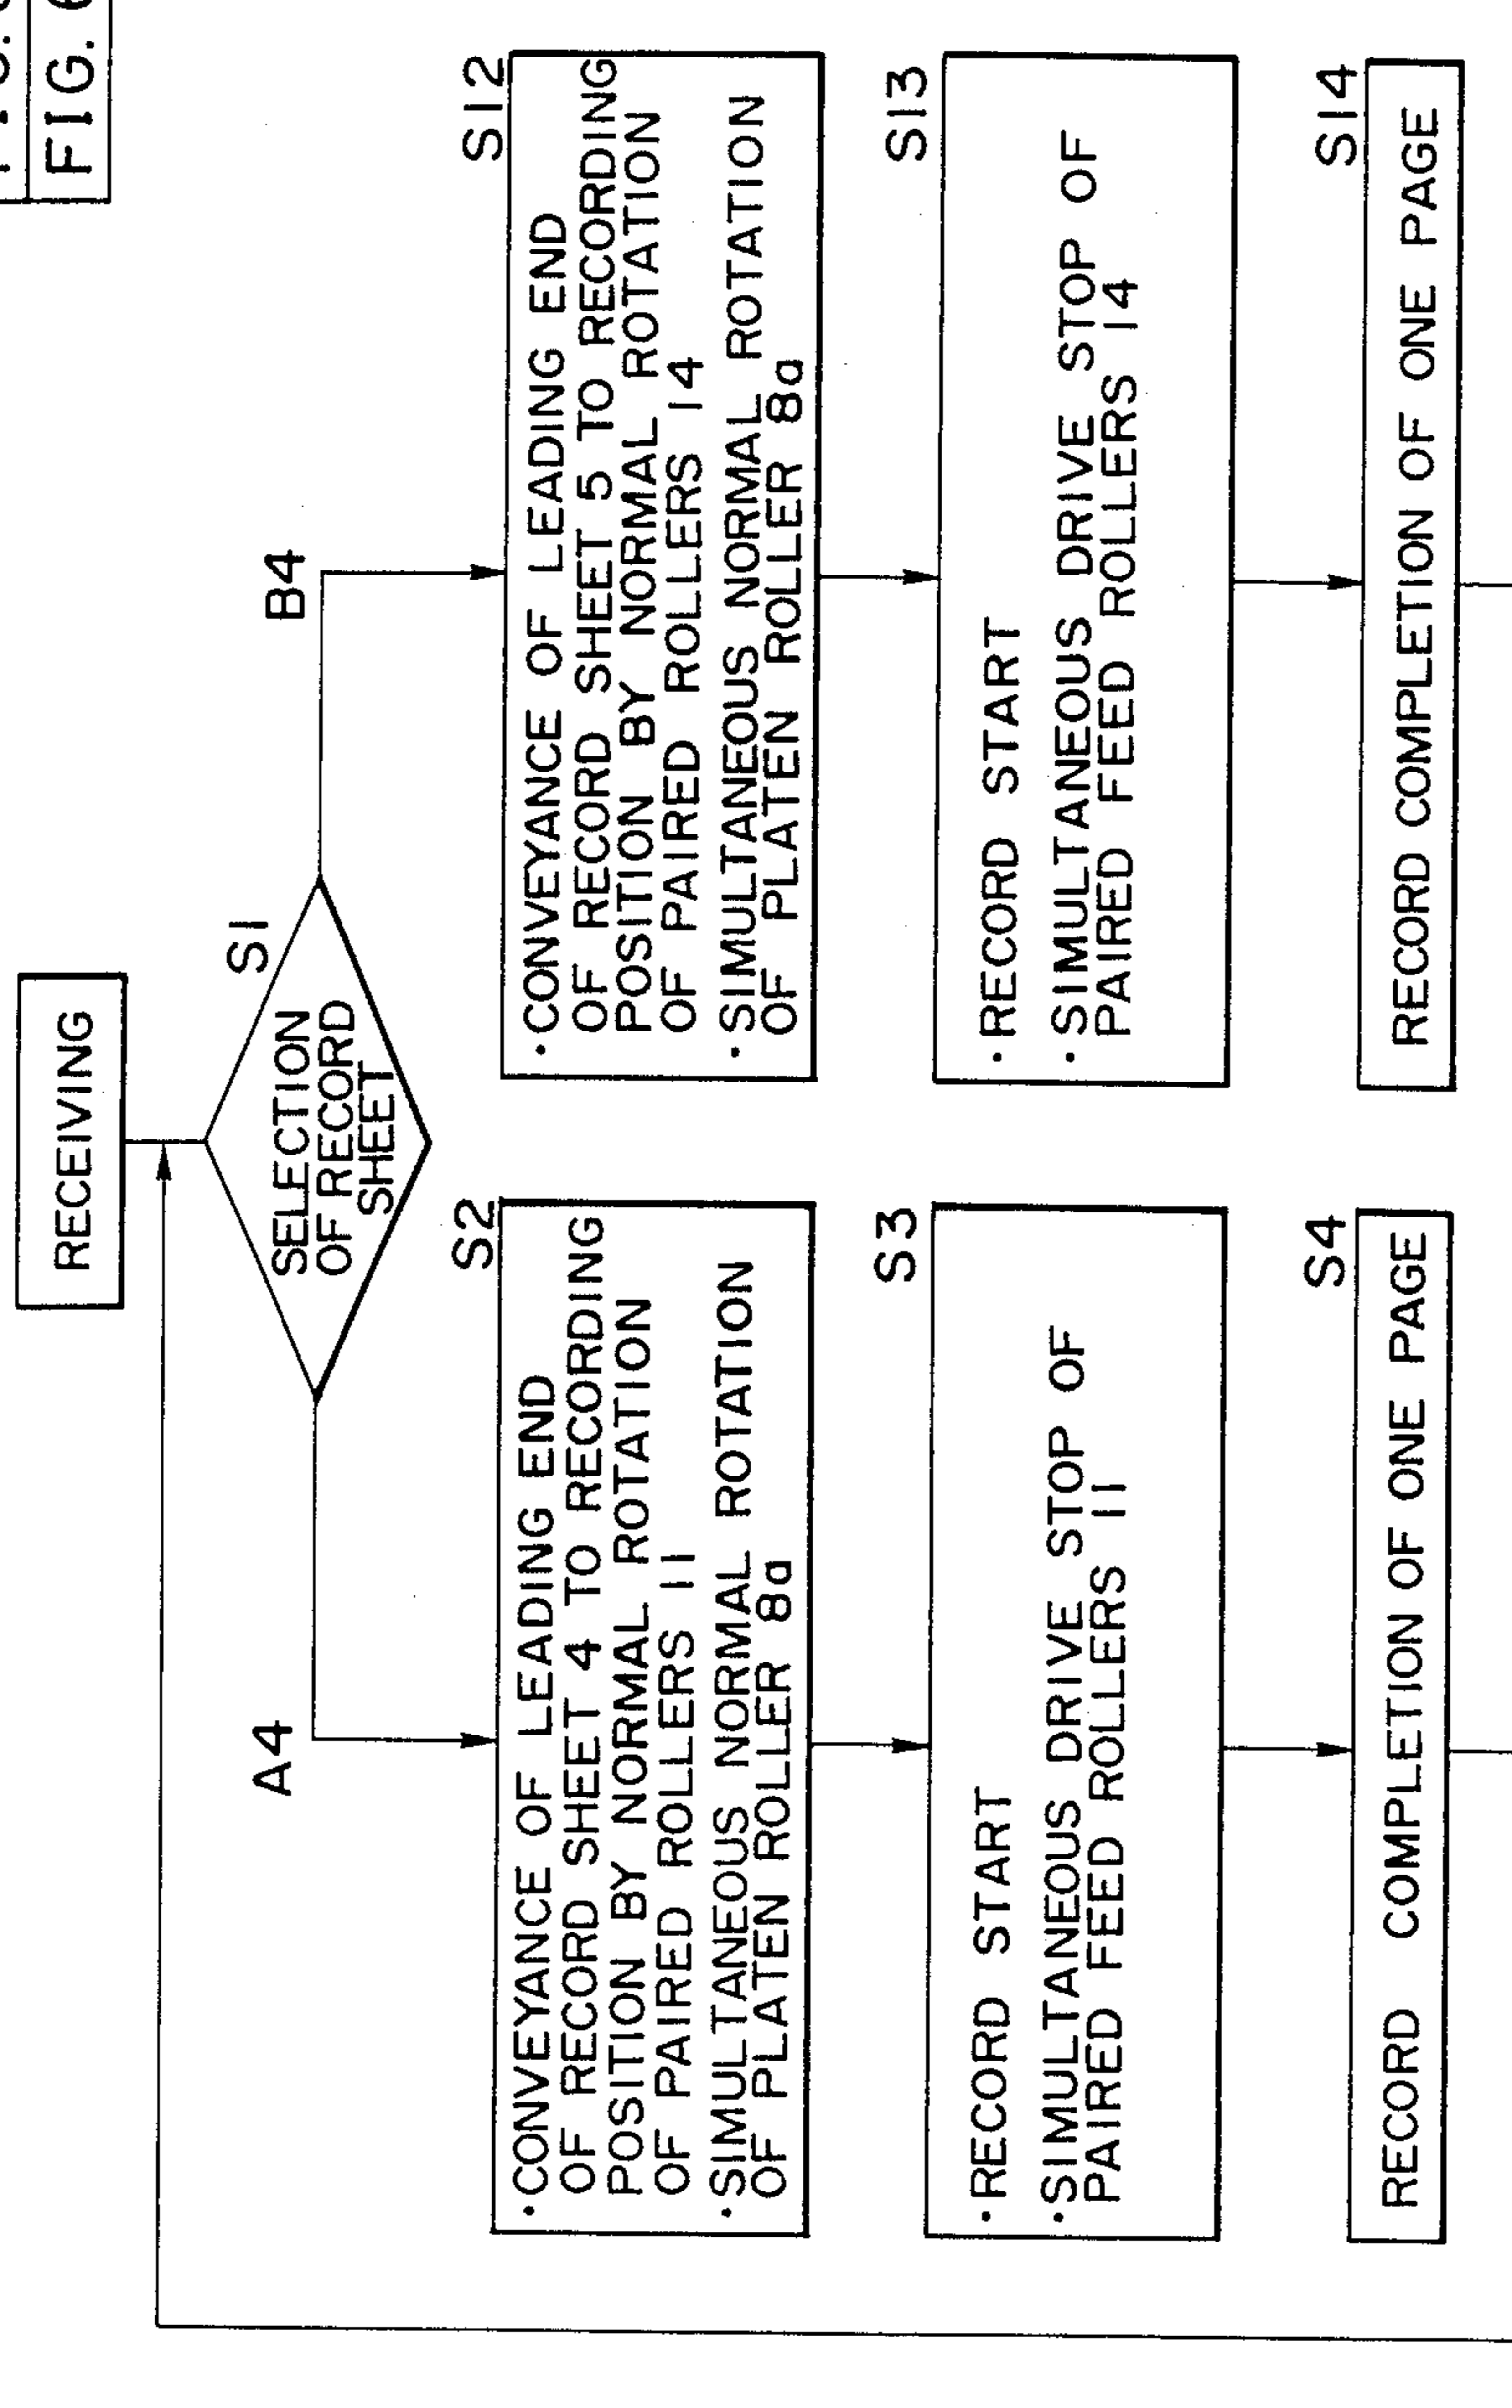 FIG. 6
RECEIVING
S1
SELECTION
OF RECORD
SHEET
A4
B4
S2
·CONVEYANCE OF LEADING END
OF RECORD SHEET 4 TO RECORDING
POSITION BY NORMAL ROTATION
OF PAIRED ROLLERS 11
·SIMULTANEOUS NORMAL ROTATION
OF PLATEN ROLLER 8a
S3
·RECORD START
·SIMULTANEOUS DRIVE STOP OF
PAIRED FEED ROLLERS 11
S4
RECORD COMPLETION OF ONE PAGE
S12
·CONVEYANCE OF LEADING END
OF RECORD SHEET 5 TO RECORDING
POSITION BY NORMAL ROTATION
OF PAIRED ROLLERS 14
·SIMULTANEOUS NORMAL ROTATION
OF PLATEN ROLLER 8a
S13
·RECORD START
·SIMULTANEOUS DRIVE STOP OF
PAIRED FEED ROLLERS 14
S14
RECORD COMPLETION OF ONE PAGE